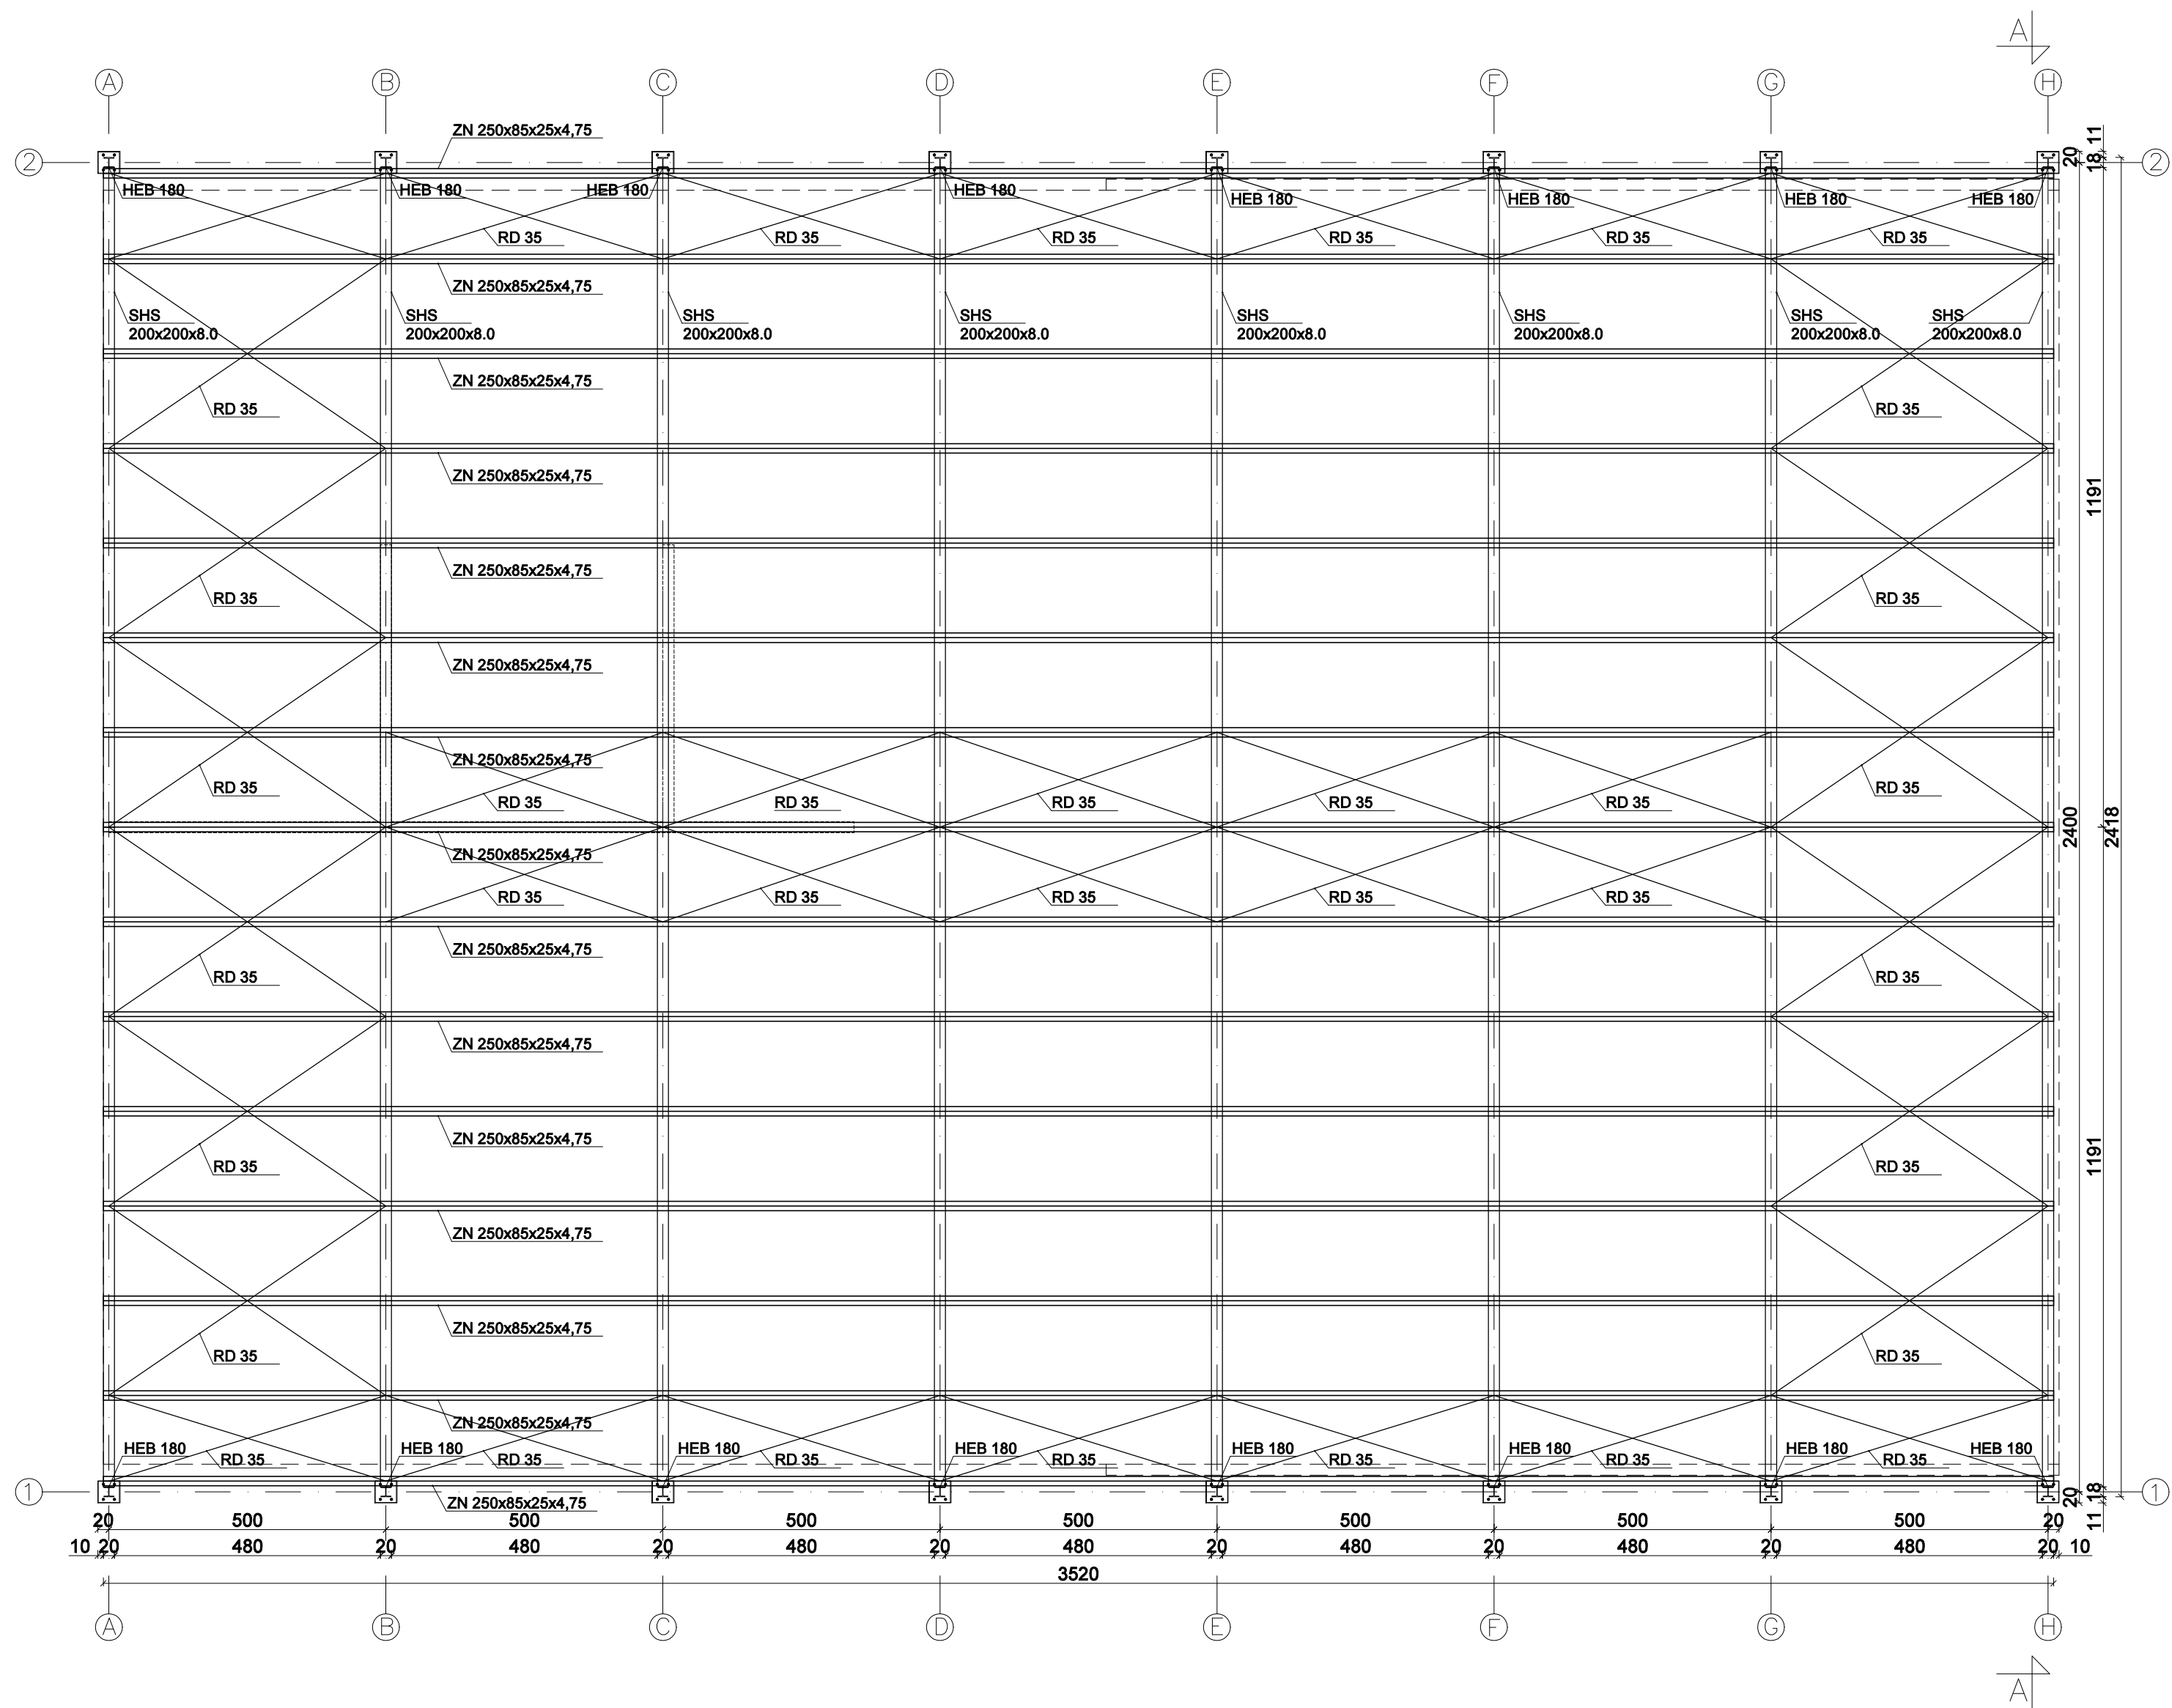 A
A B C D E F G H
ZN 250x85x25x4,75
11
2 20 18 2
HEB 180 HEB 180 HEB 180 HEB 180 HEB 180 HEB 180 HEB 180 HEB 180
RD 35 RD 35 RD 35 RD 35 RD 35 RD 35
ZN 250x85x25x4,75
SHS SHS SHS SHS SHS SHS SHS SHS
200x200x8.0 200x200x8.0 200x200x8.0 200x200x8.0 200x200x8.0 200x200x8.0 200x200x8.0 200x200x8.0
ZN 250x85x25x4,75
RD 35 RD 35
ZN 250x85x25x4,75
1191
ZN 250x85x25x4,75
RD 35 RD 35
ZN 250x85x25x4,75
ZN 250x85x25x4,75
RD 35 RD 35
RD 35 RD 35 RD 35 RD 35 RD 35
2400 2418
ZN 250x85x25x4,75
RD 35 RD 35 RD 35 RD 35 RD 35
ZN 250x85x25x4,75
RD 35 RD 35
ZN 250x85x25x4,75
ZN 250x85x25x4,75
1191
RD 35 RD 35
ZN 250x85x25x4,75
ZN 250x85x25x4,75
RD 35 RD 35
ZN 250x85x25x4,75
HEB 180 HEB 180 HEB 180 HEB 180 HEB 180 HEB 180 HEB 180 HEB 180
RD 35 RD 35 RD 35 RD 35 RD 35 RD 35 RD 35
1 20 18 1
ZN 250x85x25x4,75
11
20 500 500 500 500 500 500 500 20
10 20 480 20 480 20 480 20 480 20 480 20 480 20 480 20 10
3520
A B C D E F G H
A